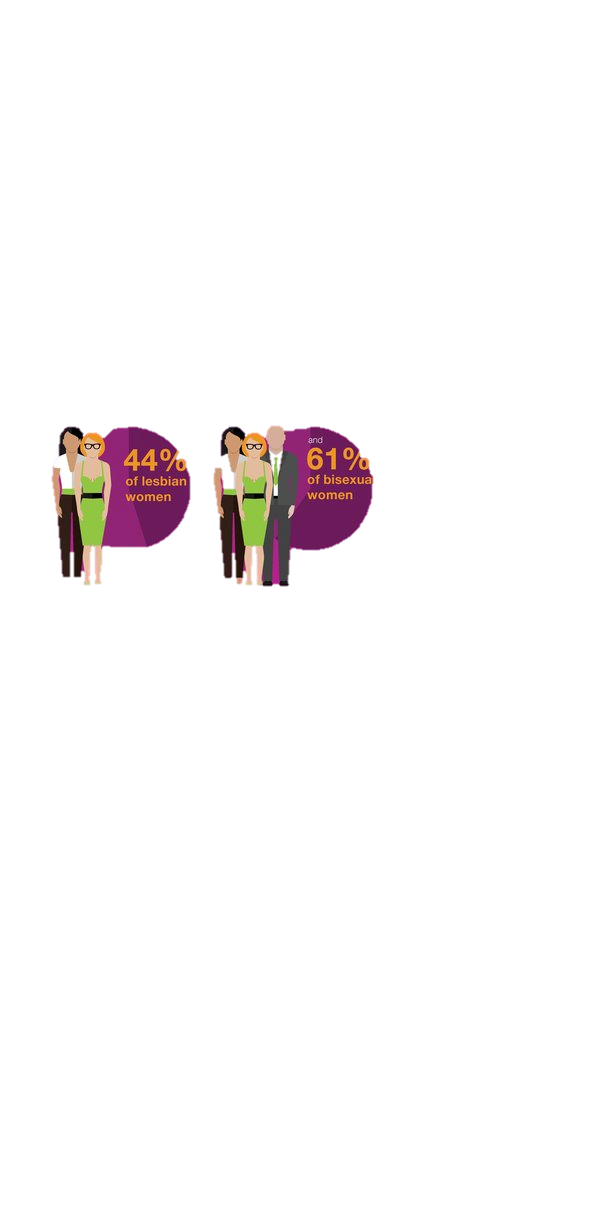 44%
of lesbian
women
and
61%
of bisexua
women